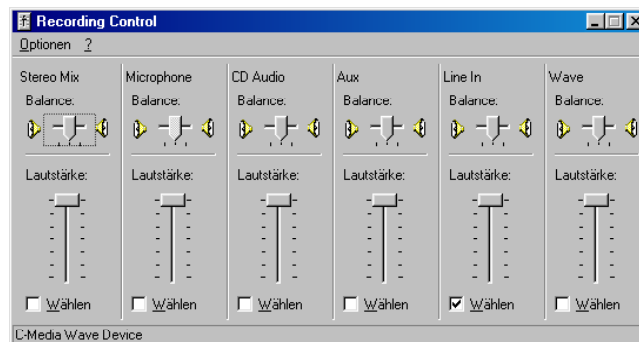 Recording Control
Optionen ?
Stereo Mix Microphone CD Audio Aux Line In Wave
Balance: Balance: Balance: Balance: Balance: Balance:
Lautstärke: Lautstärke: Lautstärke: Lautstärke: Lautstärke: Lautstärke:
Wählen Wählen Wählen Wählen Wählen Wählen
C-Media Wave Device